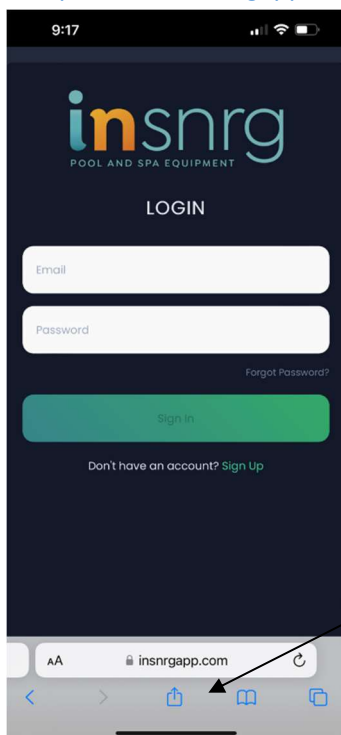 9:17
insnrg
POOL AND SPA EQUIPMENT
LOGIN
Email
Password
Forgot Password?
Sign In
Don't have an account? Sign Up
AA insnrgapp.com